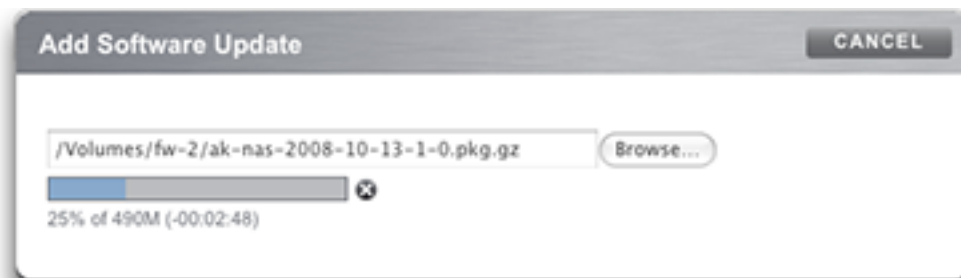 Add Software Update
CANCEL
/Volumes/fw-2/ak-nas-2008-10-13-1-0.pkg.gz
Browse...
25% of 490M (-00:02:48)